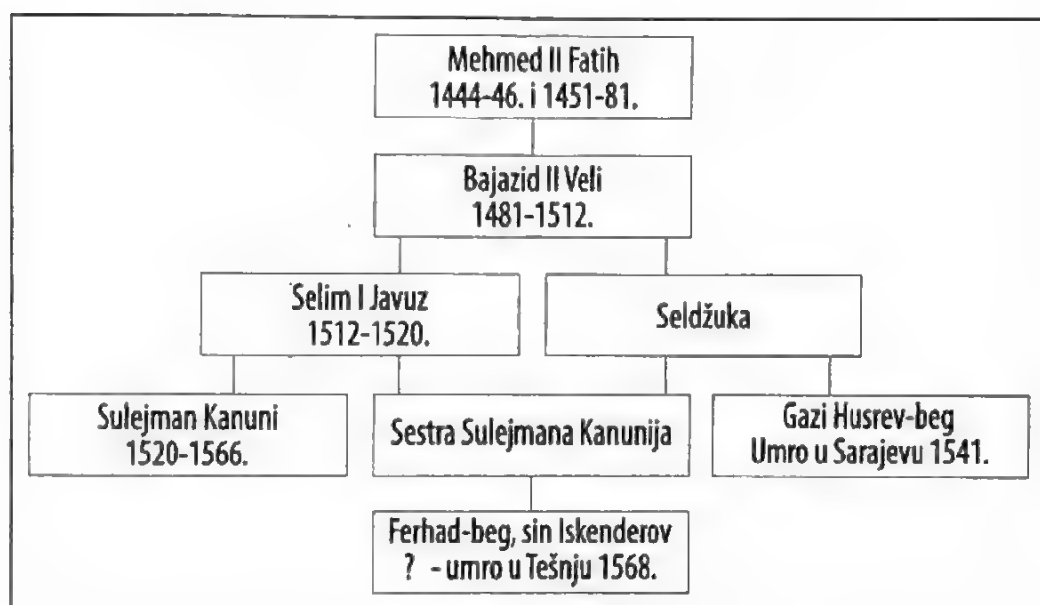 Mehmed II Fatih
1444-46. i 1451-81.
Bajazid II Veli
1481-1512.
Selim I Javuz
1512-1520.
Seldžuka
Sulejman Kanuni
1520-1566.
Sestra Sulejmana Kanunija
Gazi Husrev-beg
Umro u Sarajevu 1541.
Ferhad-beg, sin Iskenderov
? - umro u Tešnju 1568.